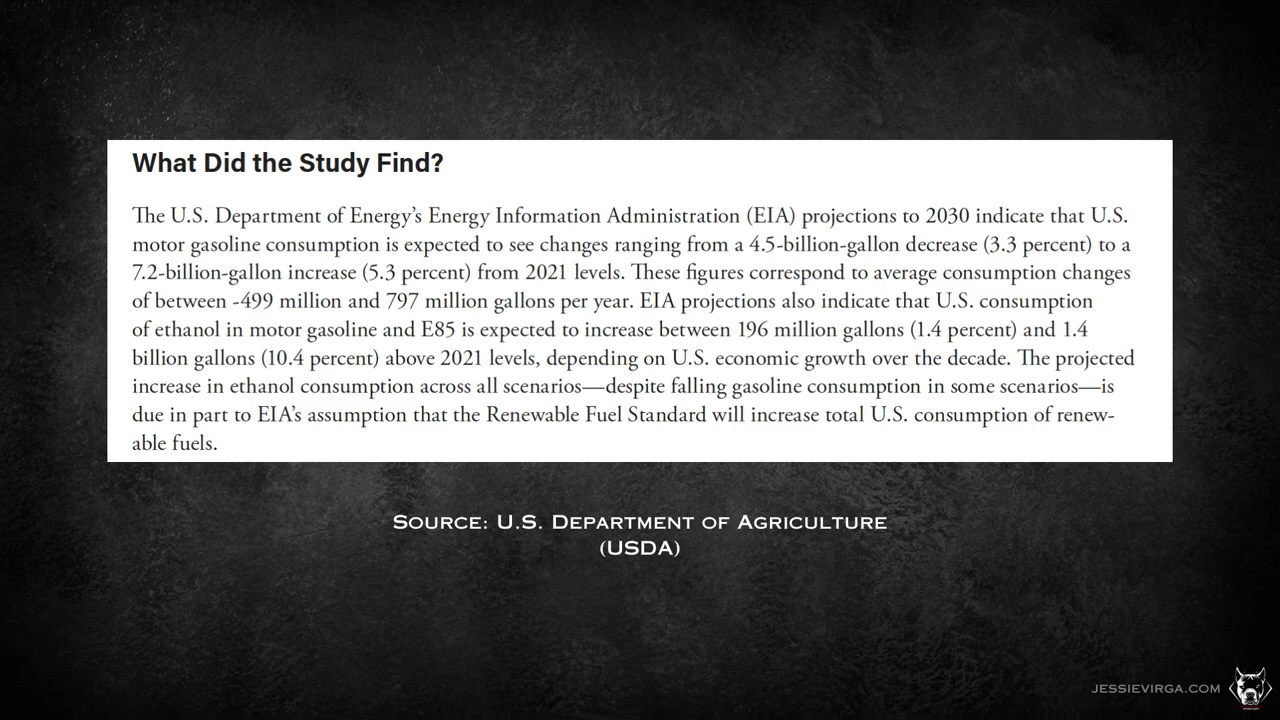 What Did the Study Find?
The U.S. Department of Energy’s Energy Information Administration (EIA) projections to 2030 indicate that U.S.
motor gasoline consumption is expected to see changes ranging from a 4.5-billion-gallon decrease (3.3 percent) to a
7.2-billion-gallon increase (5.3 percent) from 2021 levels. These figures correspond to average consumption changes
of between -499 million and 797 million gallons per year. EIA projections also indicate that U.S. consumption
of ethanol in motor gasoline and E85 is expected to increase between 196 million gallons (1.4 percent) and 1.4
billion gallons (10.4 percent) above 2021 levels, depending on U.S. economic growth over the decade. The projected
increase in ethanol consumption across all scenarios—despite falling gasoline consumption in some scenarios—is
due in part to EIA’s assumption that the Renewable Fuel Standard will increase total U.S. consumption of renew-
able fuels.
Source: U.S. Department of Agriculture
(USDA)
JESSIEVIRGA.COM